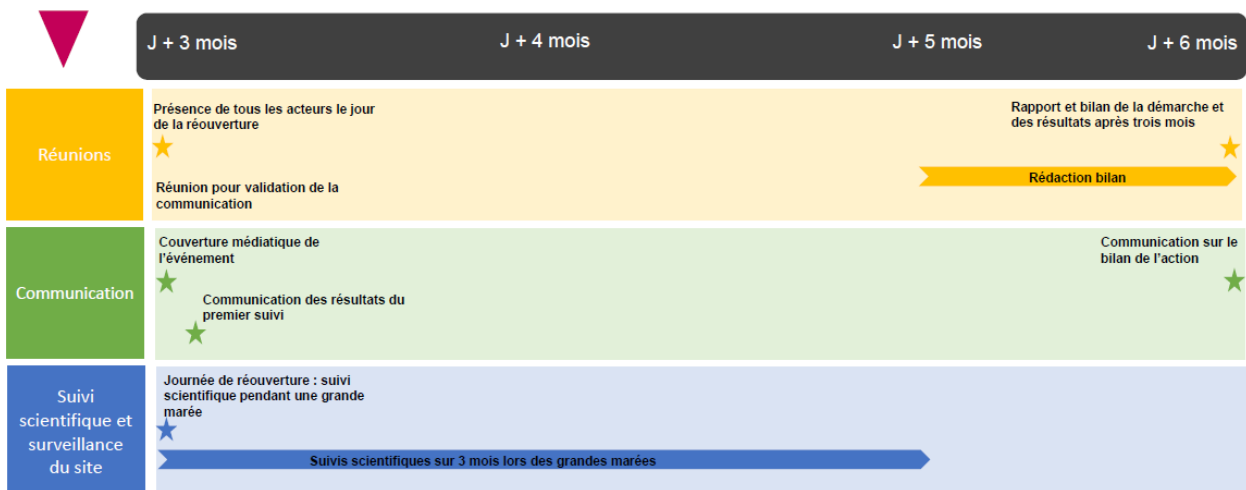 J + 3 mois
J + 4 mois
J + 5 mois
J + 6 mois
Réunions
Présence de tous les acteurs le jour
de la réouverture
Réunion pour validation de la
communication
Rapport et bilan de la démarche et
des résultats après trois mois
Rédaction bilan
Communication
Couverture médiatique de
l'événement
Communication des résultats du
premier suivi
Communication sur le
bilan de l'action
Suivi
scientifique et
surveillance
du site
Journée de réouverture : suivi
scientifique pendant une grande
marée
Suivis scientifiques sur 3 mois lors des grandes marées